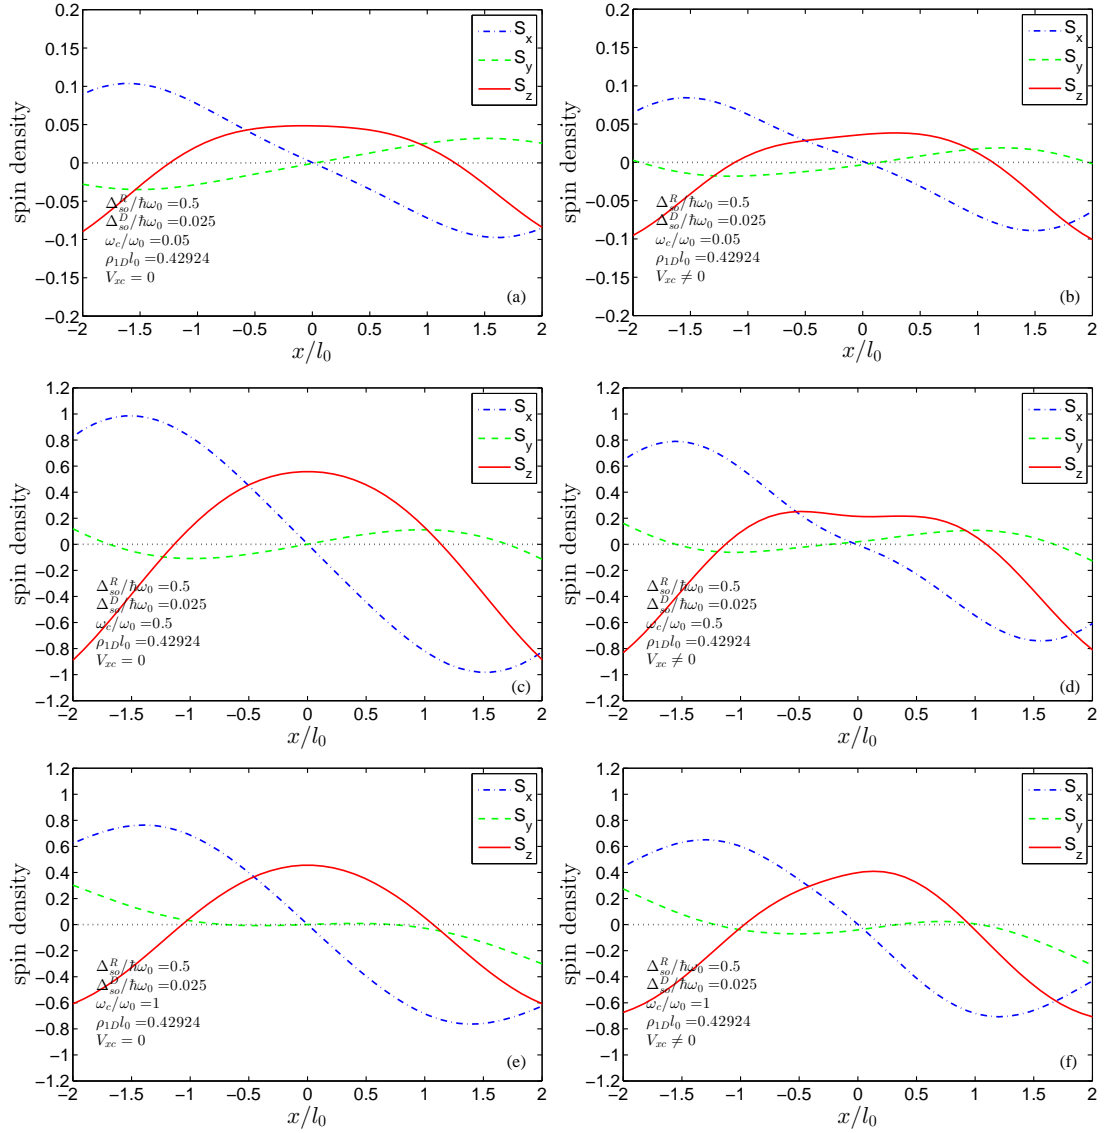 0.2
0.15
0.1
0.05
0
−0.05
−0.1
−0.15
−0.2
spin density
S_x
S_y
S_z
Δ^R_so/ħω_0 =0.5
Δ^D_so/ħω_0 =0.025
ω_c/ω_0 =0.05
ρ_1D l_0 =0.42924
V_xc = 0
(a)
−2 −1.5 −1 −0.5 0 0.5 1 1.5 2
x/l_0
0.2
0.15
0.1
0.05
0
−0.05
−0.1
−0.15
−0.2
spin density
S_x
S_y
S_z
Δ^R_so/ħω_0 =0.5
Δ^D_so/ħω_0 =0.025
ω_c/ω_0 =0.05
ρ_1D l_0 =0.42924
V_xc ≠ 0
(b)
−2 −1.5 −1 −0.5 0 0.5 1 1.5 2
x/l_0
1.2
1
0.8
0.6
0.4
0.2
0
−0.2
−0.4
−0.6
−0.8
−1
−1.2
spin density
S_x
S_y
S_z
Δ^R_so/ħω_0 =0.5
Δ^D_so/ħω_0 =0.025
ω_c/ω_0 =0.5
ρ_1D l_0 =0.42924
V_xc = 0
(c)
−2 −1.5 −1 −0.5 0 0.5 1 1.5 2
x/l_0
1.2
1
0.8
0.6
0.4
0.2
0
−0.2
−0.4
−0.6
−0.8
−1
−1.2
spin density
S_x
S_y
S_z
Δ^R_so/ħω_0 =0.5
Δ^D_so/ħω_0 =0.025
ω_c/ω_0 =0.5
ρ_1D l_0 =0.42924
V_xc ≠ 0
(d)
−2 −1.5 −1 −0.5 0 0.5 1 1.5 2
x/l_0
1.2
1
0.8
0.6
0.4
0.2
0
−0.2
−0.4
−0.6
−0.8
−1
−1.2
spin density
S_x
S_y
S_z
Δ^R_so/ħω_0 =0.5
Δ^D_so/ħω_0 =0.025
ω_c/ω_0 =1
ρ_1D l_0 =0.42924
V_xc = 0
(e)
−2 −1.5 −1 −0.5 0 0.5 1 1.5 2
x/l_0
1.2
1
0.8
0.6
0.4
0.2
0
−0.2
−0.4
−0.6
−0.8
−1
−1.2
spin density
S_x
S_y
S_z
Δ^R_so/ħω_0 =0.5
Δ^D_so/ħω_0 =0.025
ω_c/ω_0 =1
ρ_1D l_0 =0.42924
V_xc ≠ 0
(f)
−2 −1.5 −1 −0.5 0 0.5 1 1.5 2
x/l_0